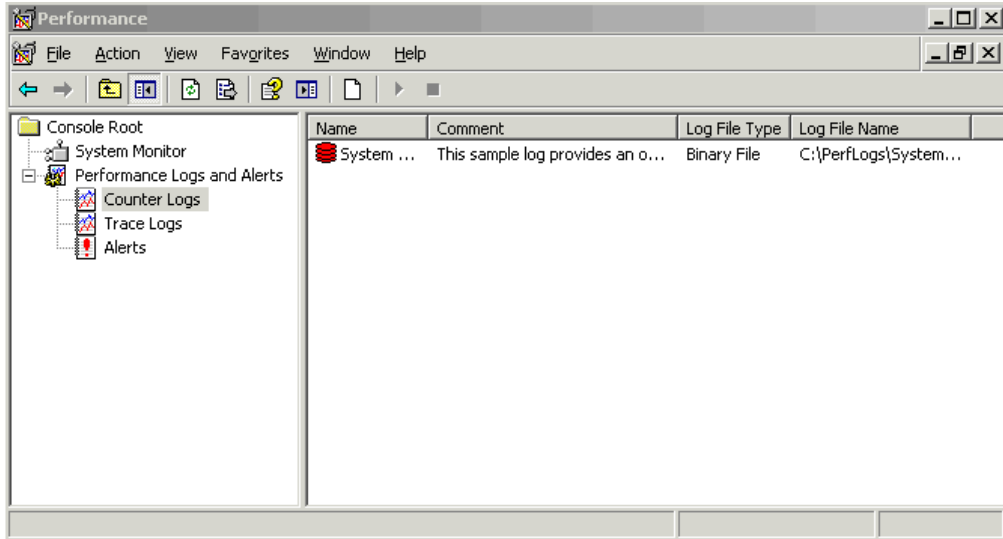 Performance
File Action View Favorites Window Help
Console Root
System Monitor
Performance Logs and Alerts
Counter Logs
Trace Logs
Alerts
Name Comment Log File Type Log File Name
System ... This sample log provides an o... Binary File C:\PerfLogs\System...